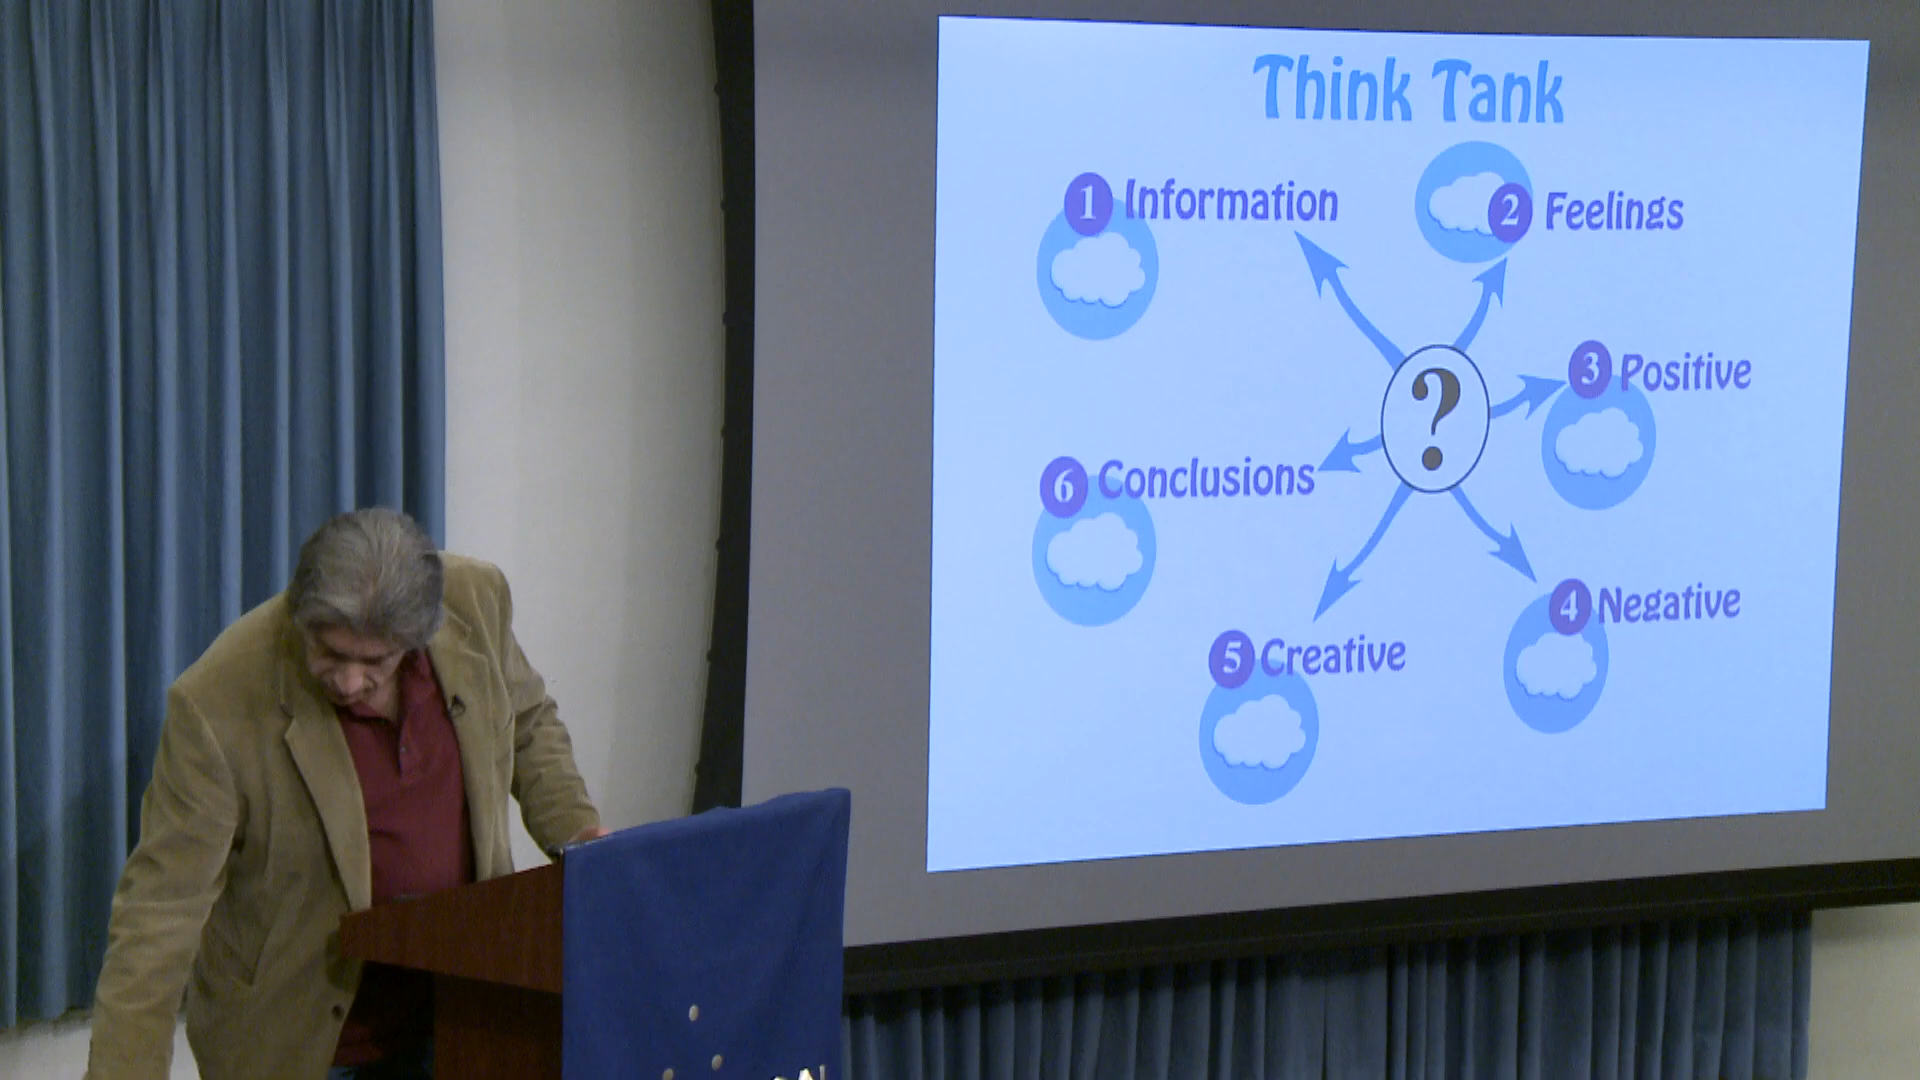 Think Tank
1 Information
2 Feelings
3 Positive
?
6 Conclusions
4 Negative
5 Creative